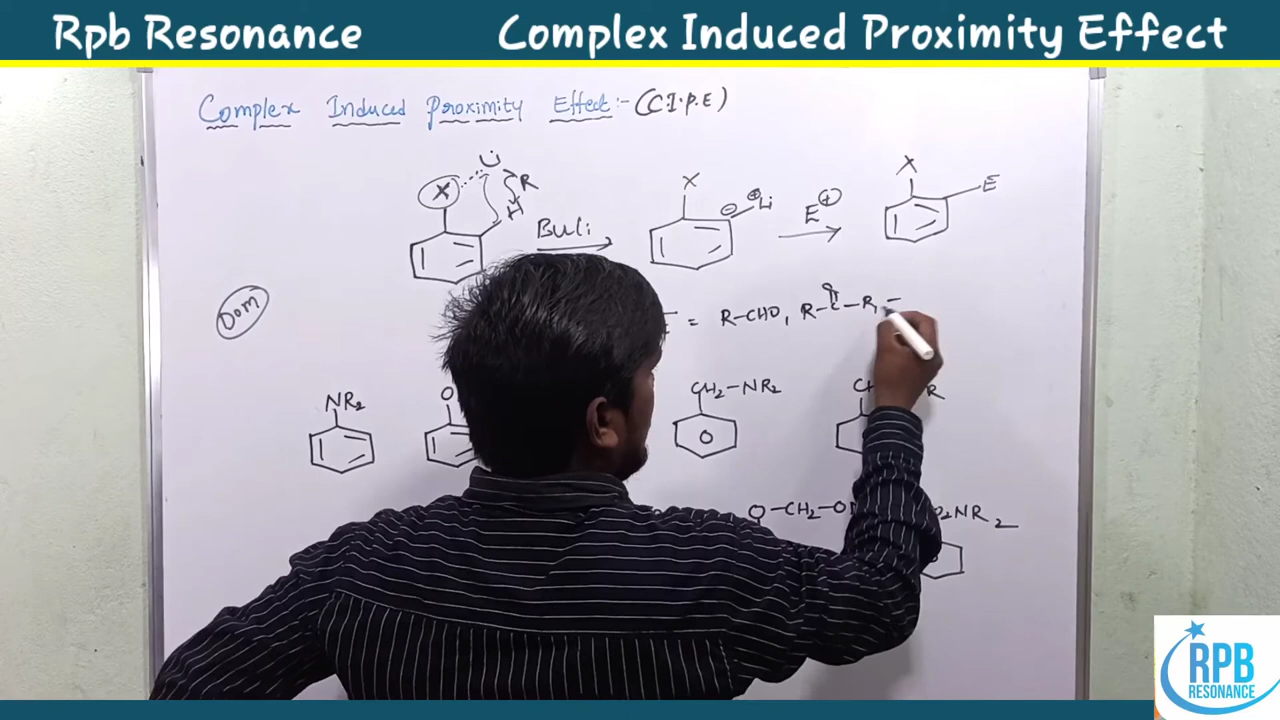 Rpb Resonance Complex Induced Proximity Effect
Complex Induced Proximity Effect:- (C.I.P.E)
X Li R H
BuLi
X ⊖ ⊕ Li
E⊕
X E
DOM
= R-CHO, R-C-R,
O
NR2
O
CH2-NR2
R
O-CH2-O
O2NR2
RPB
RESONANCE